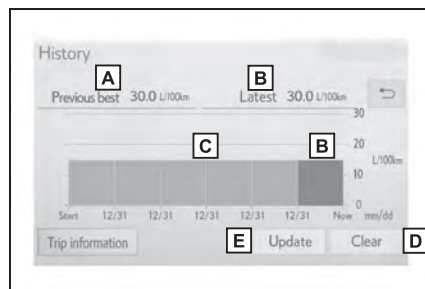 History
A B
Previous best 30.0 L/100km Latest 30.0 L/100km
30
C B 20
L/100km
10
0
Start 12/31 12/31 12/31 12/31 12/31 Now mm/dd
Trip information E Update Clear D